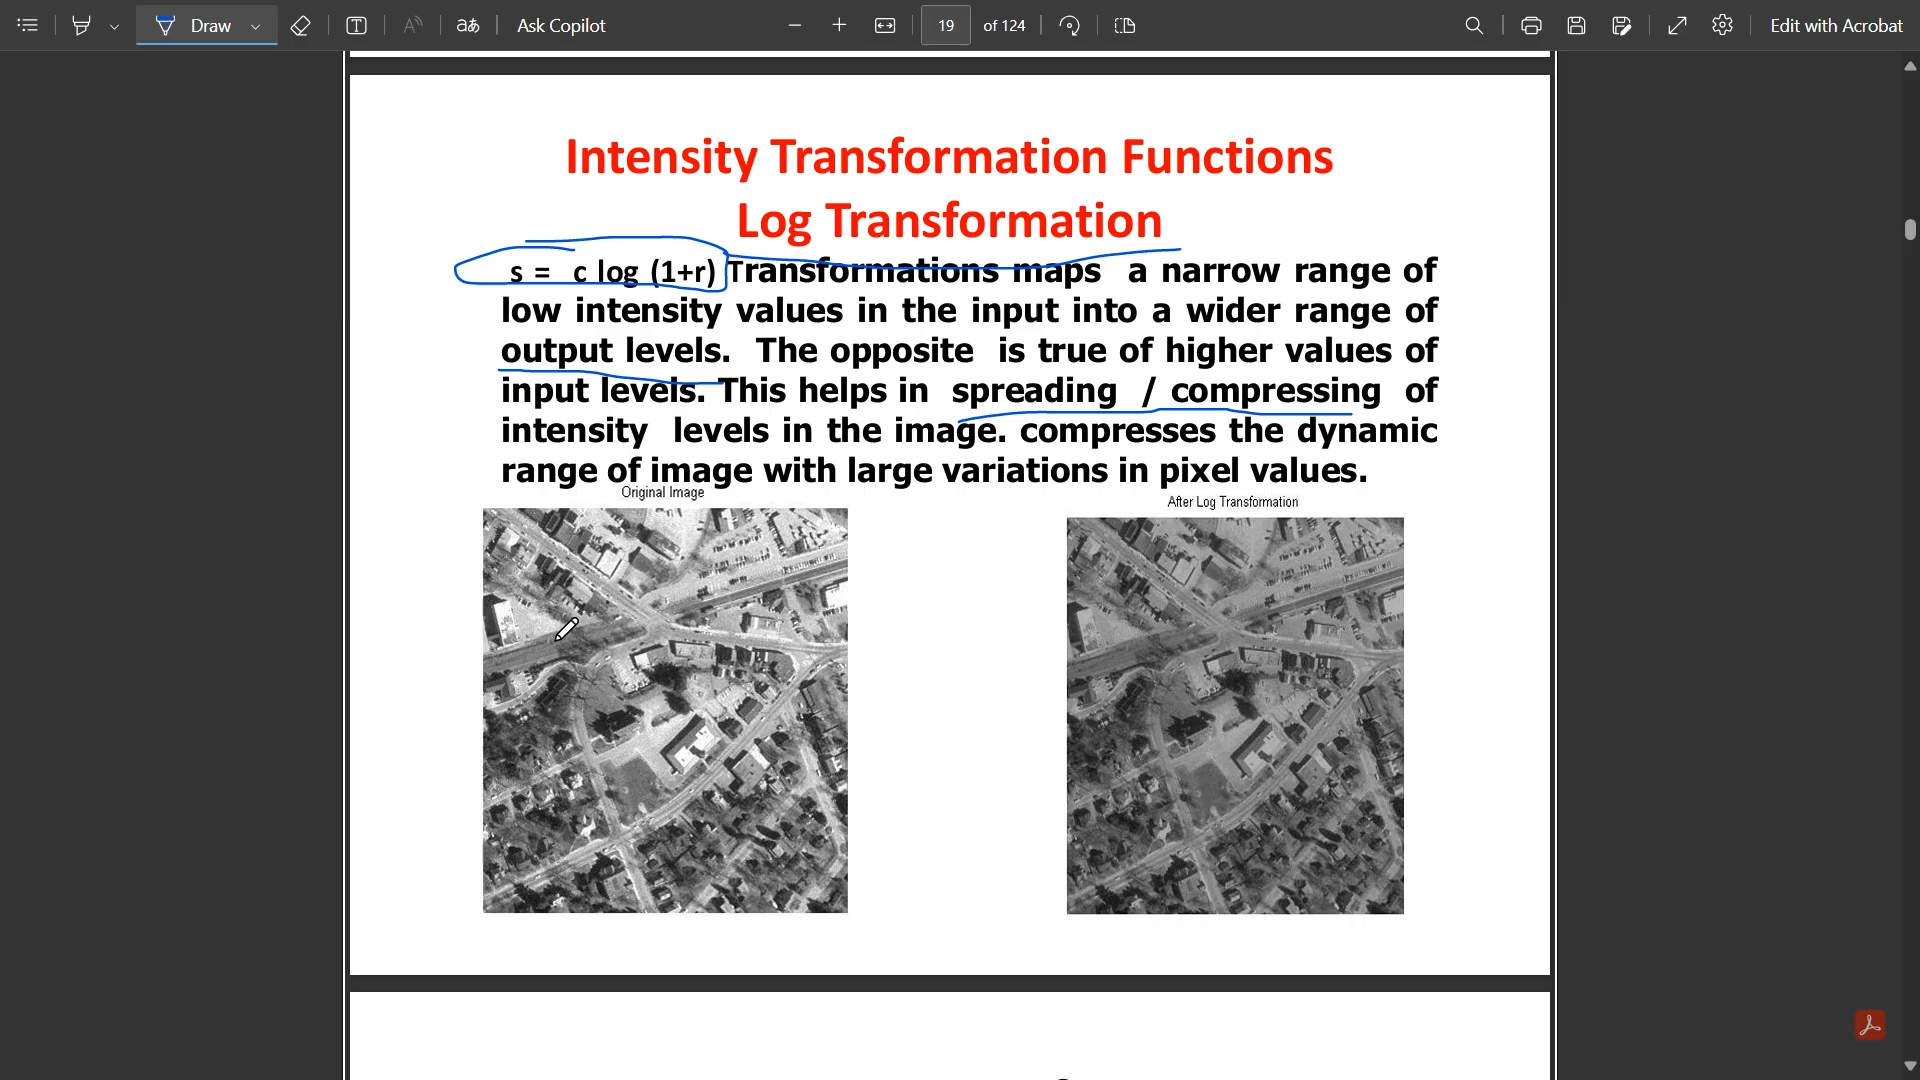 Draw
aあ
Ask Copilot
19 of 124
Edit with Acrobat
Intensity Transformation Functions
Log Transformation
s = c log (1+r) Transformations maps a narrow range of
low intensity values in the input into a wider range of
output levels. The opposite is true of higher values of
input levels. This helps in spreading / compressing of
intensity levels in the image. compresses the dynamic
range of image with large variations in pixel values.
Original Image
After Log Transformation